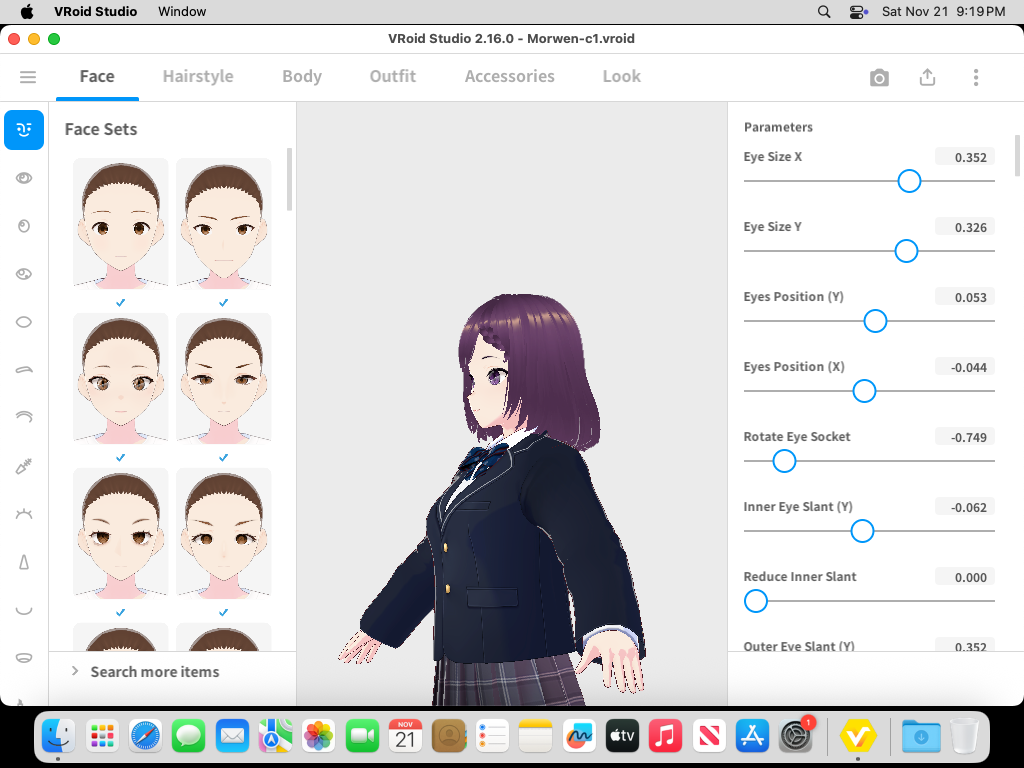 VRoid Studio Window Sat Nov 21 9:19 PM
VRoid Studio 2.16.0 - Morwen-c1.vroid
Face Hairstyle Body Outfit Accessories Look
Face Sets
Search more items
Parameters
Eye Size X 0.352
Eye Size Y 0.326
Eyes Position (Y) 0.053
Eyes Position (X) -0.044
Rotate Eye Socket -0.749
Inner Eye Slant (Y) -0.062
Reduce Inner Slant 0.000
Outer Eye Slant (Y) 0.352
NOV
21
tv
1